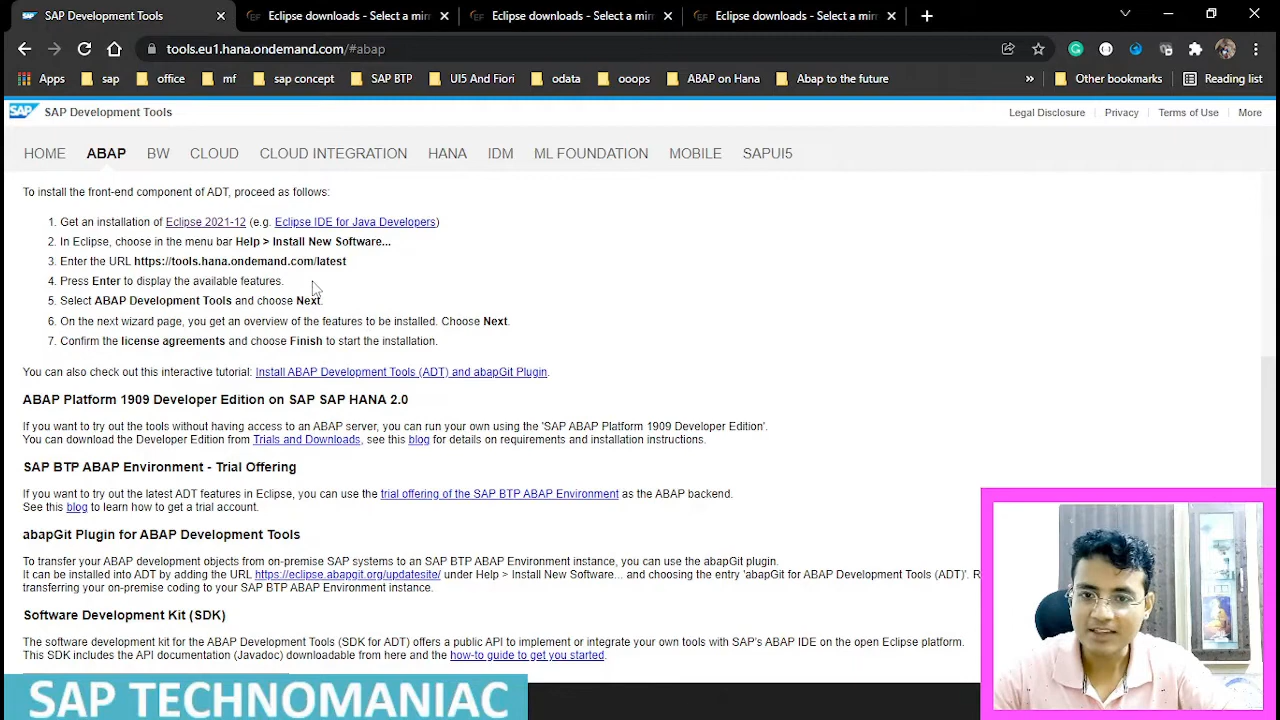 SAP Development Tools
Eclipse downloads - Select a mirr
Eclipse downloads - Select a mirr
Eclipse downloads - Select a mirr
tools.eu1.hana.ondemand.com/#abap
Apps sap office mf sap concept SAP BTP UI5 And Fiori odata ooops ABAP on Hana Abap to the future » Other bookmarks Reading list
SAP SAP Development Tools Legal Disclosure Privacy Terms of Use More
HOME ABAP BW CLOUD CLOUD INTEGRATION HANA IDM ML FOUNDATION MOBILE SAPUI5
To install the front-end component of ADT, proceed as follows:
1. Get an installation of Eclipse 2021-12 (e.g. Eclipse IDE for Java Developers)
2. In Eclipse, choose in the menu bar Help > Install New Software...
3. Enter the URL https://tools.hana.ondemand.com/latest
4. Press Enter to display the available features.
5. Select ABAP Development Tools and choose Next.
6. On the next wizard page, you get an overview of the features to be installed. Choose Next.
7. Confirm the license agreements and choose Finish to start the installation.
You can also check out this interactive tutorial: Install ABAP Development Tools (ADT) and abapGit Plugin.
ABAP Platform 1909 Developer Edition on SAP SAP HANA 2.0
If you want to try out the tools without having access to an ABAP server, you can run your own using the 'SAP ABAP Platform 1909 Developer Edition'.
You can download the Developer Edition from Trials and Downloads, see this blog for details on requirements and installation instructions.
SAP BTP ABAP Environment - Trial Offering
If you want to try out the latest ADT features in Eclipse, you can use the trial offering of the SAP BTP ABAP Environment as the ABAP backend.
See this blog to learn how to get a trial account.
abapGit Plugin for ABAP Development Tools
To transfer your ABAP development objects from on-premise SAP systems to an SAP BTP ABAP Environment instance, you can use the abapGit plugin.
It can be installed into ADT by adding the URL https://eclipse.abapgit.org/updatesite/ under Help > Install New Software... and choosing the entry 'abapGit for ABAP Development Tools (ADT)'. R
transferring your on-premise coding to your SAP BTP ABAP Environment instance.
Software Development Kit (SDK)
The software development kit for the ABAP Development Tools (SDK for ADT) offers a public API to implement or integrate your own tools with SAP's ABAP IDE on the open Eclipse platform.
This SDK includes the API documentation (Javadoc) downloadable from here and the how-to guide to get you started.
SAP TECHNOMANIAC